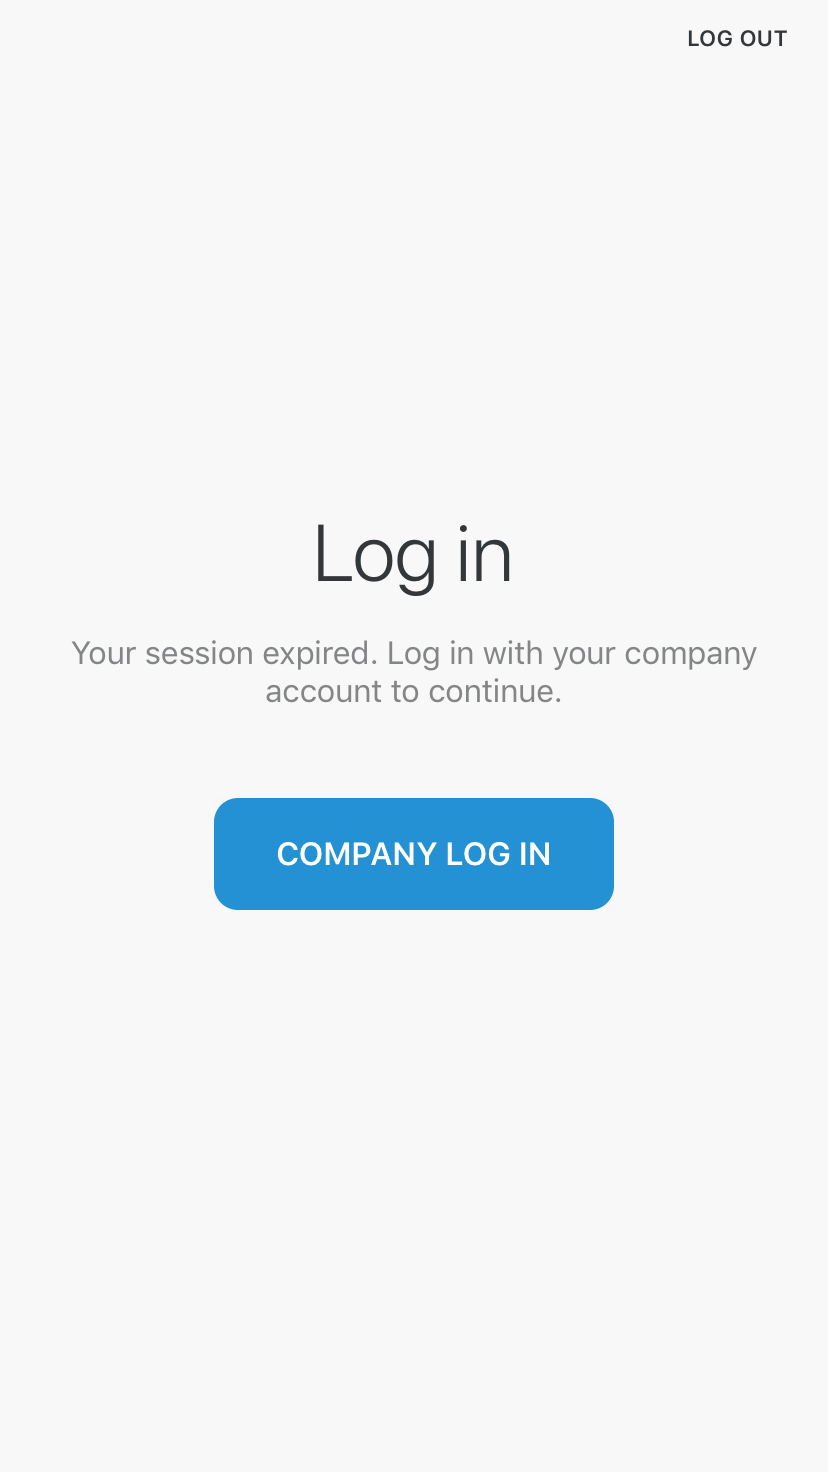 LOG OUT
Log in
Your session expired. Log in with your company
account to continue.
COMPANY LOG IN